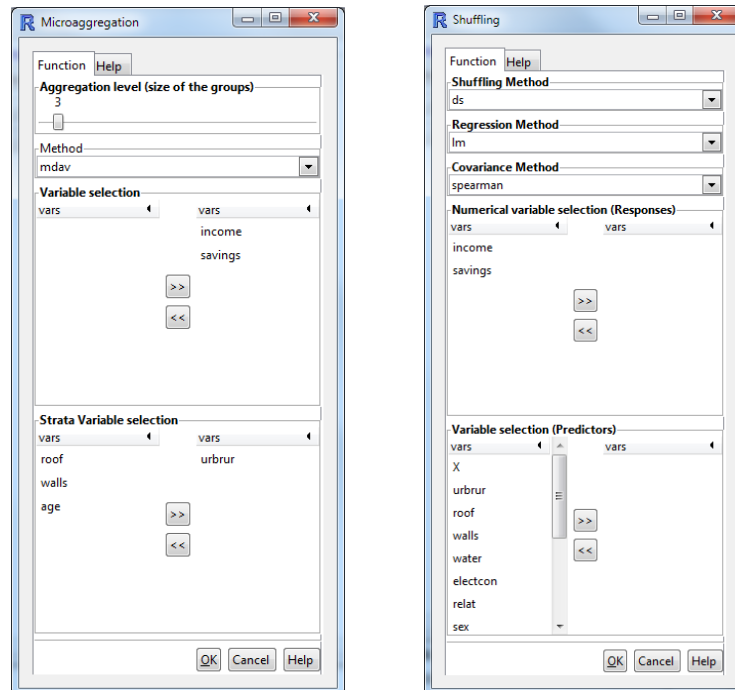 Microaggregation
Function Help
Aggregation level (size of the groups)
3
Method
mdav
Variable selection
vars vars
income
savings
>>
<<
Strata Variable selection
vars vars
roof urbrur
walls
age
>>
<<
OK Cancel Help
Shuffling
Function Help
Shuffling Method
ds
Regression Method
lm
Covariance Method
spearman
Numerical variable selection (Responses)
vars vars
income
savings
>>
<<
Variable selection (Predictors)
vars vars
X
urbrur
roof
walls
water
electcon
relat
sex
>>
<<
OK Cancel Help